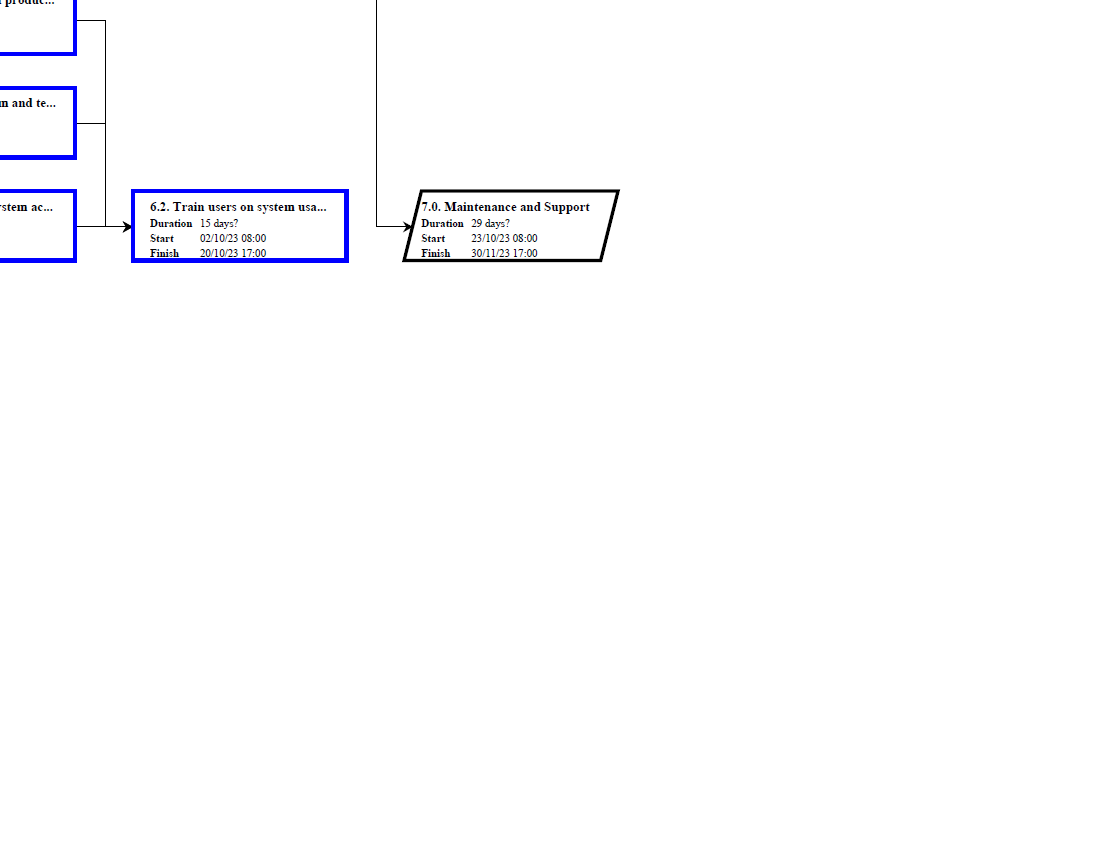 produc...
and te...
ac...
6.2. Train users on system usa...
Duration 15 days?
Start 02/10/23 08:00
Finish 20/10/23 17:00
7.0. Maintenance and Support
Duration 29 days?
Start 23/10/23 08:00
Finish 30/11/23 17:00